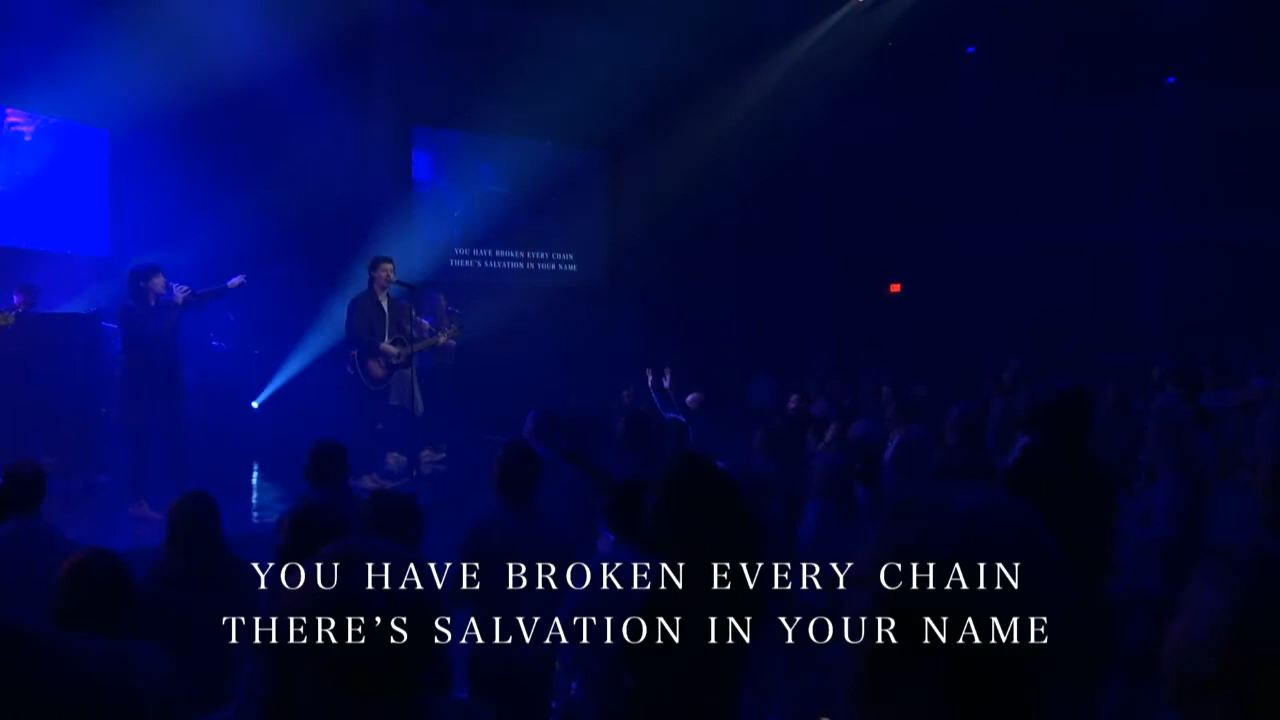 YOU HAVE BROKEN EVERY CHAIN
THERE'S SALVATION IN YOUR NAME
YOU HAVE BROKEN EVERY CHAIN
THERE’S SALVATION IN YOUR NAME